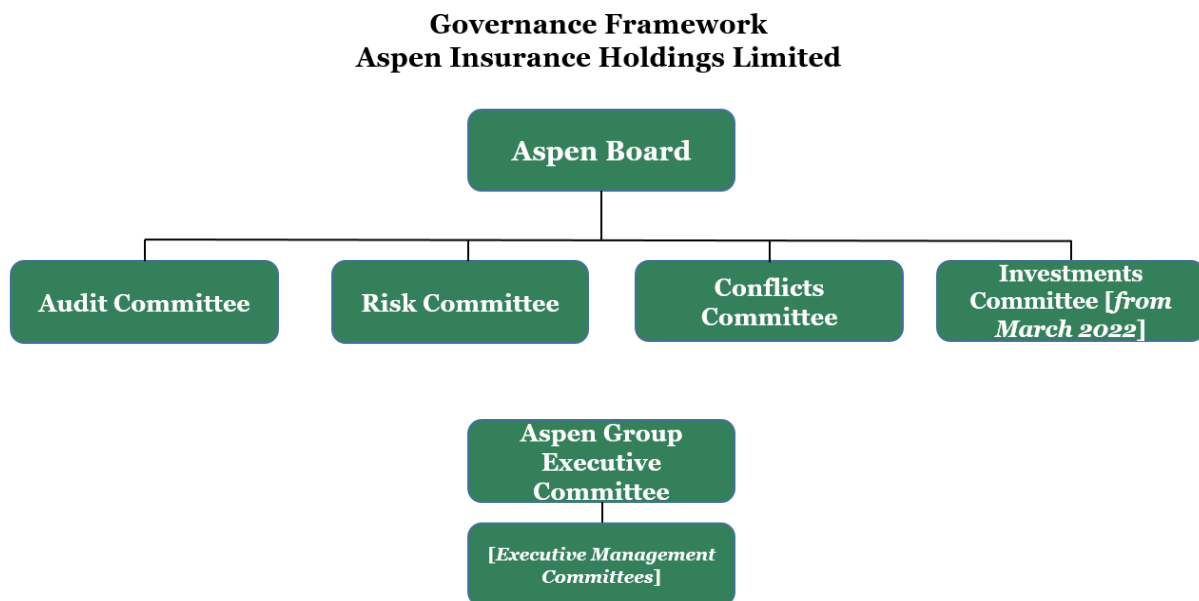 Governance Framework
Aspen Insurance Holdings Limited
Aspen Board
Audit Committee
Risk Committee
Conflicts
Committee
Investments
Committee [from
March 2022]
Aspen Group
Executive
Committee
[Executive Management
Committees]